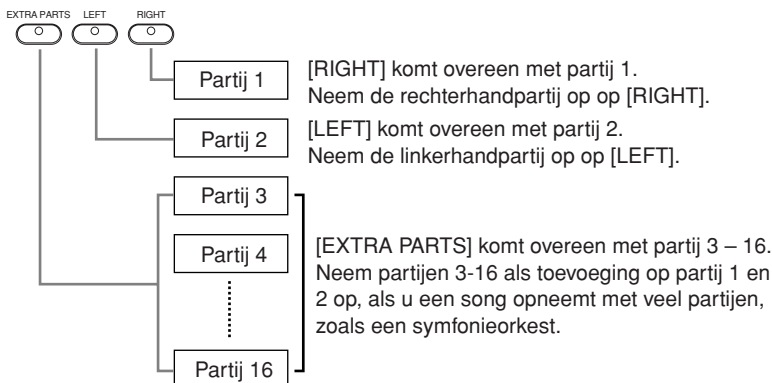 EXTRA PARTS LEFT RIGHT
Partij 1
[RIGHT] komt overeen met partij 1.
Neem de rechterhandpartij op op [RIGHT].
Partij 2
[LEFT] komt overeen met partij 2.
Neem de linkerhandpartij op op [LEFT].
Partij 3
Partij 4
Partij 16
[EXTRA PARTS] komt overeen met partij 3 – 16.
Neem partijen 3-16 als toevoeging op partij 1 en
2 op, als u een song opneemt met veel partijen,
zoals een symfonieorkest.